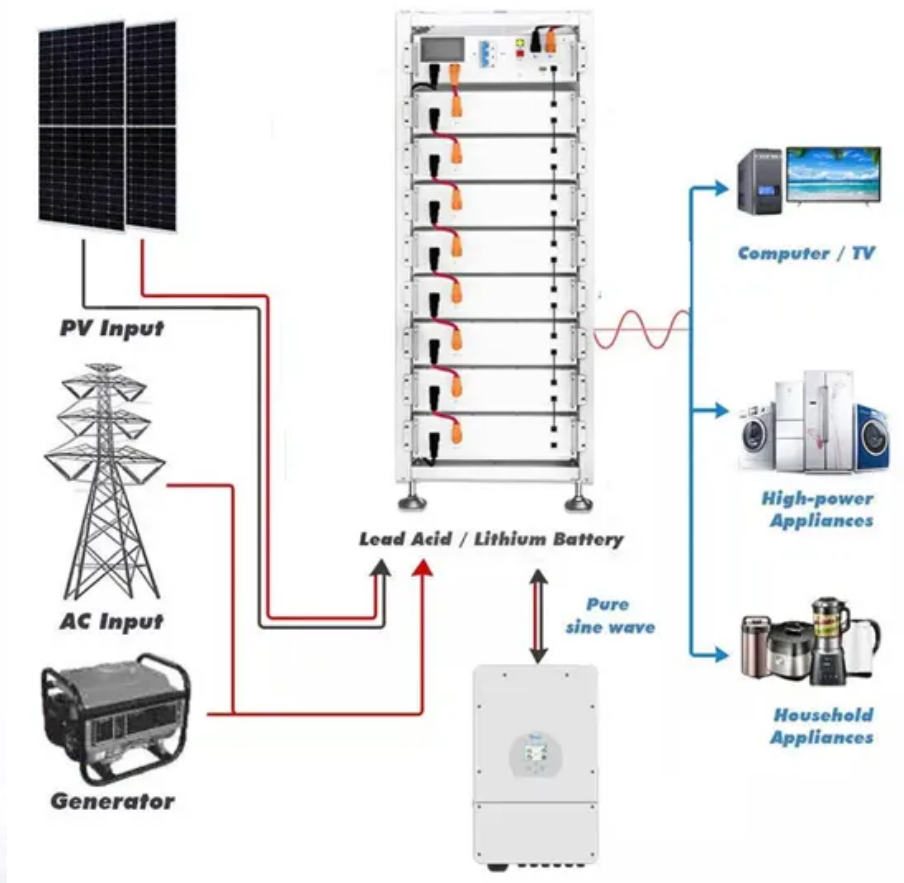 PV Input
AC Input
Generator
Lead Acid / Lithium Battery
Pure
sine wave
Computer / TV
High-power
Appliances
Household
Appliances